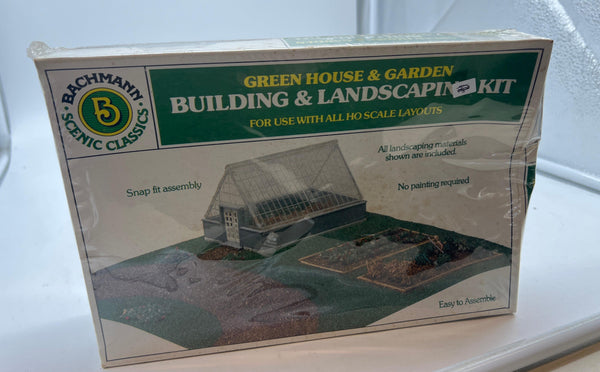 BACHMANN
B
SCENIC CLASSICS
GREEN HOUSE & GARDEN
BUILDING & LANDSCAPING KIT
FOR USE WITH ALL HO SCALE LAYOUTS
All landscaping materials
shown are included.
Snap fit assembly
No painting required
Easy to Assemble